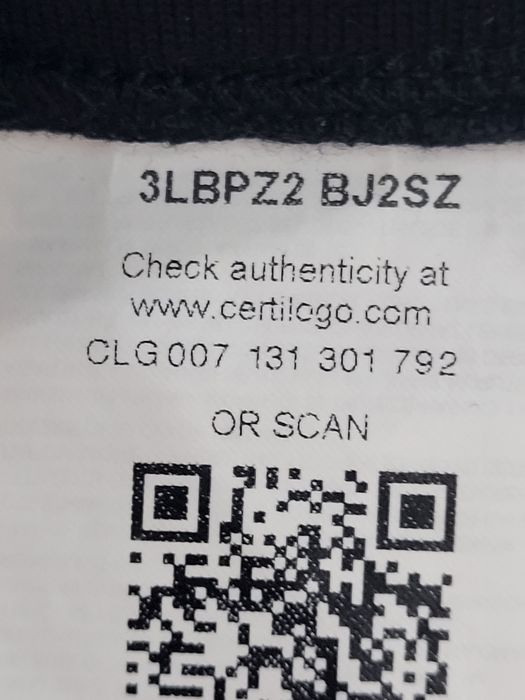 3LBPZ2 BJ2SZ
Check authenticity at
www.certilogo.com
CLG 007 131 301 792
OR SCAN